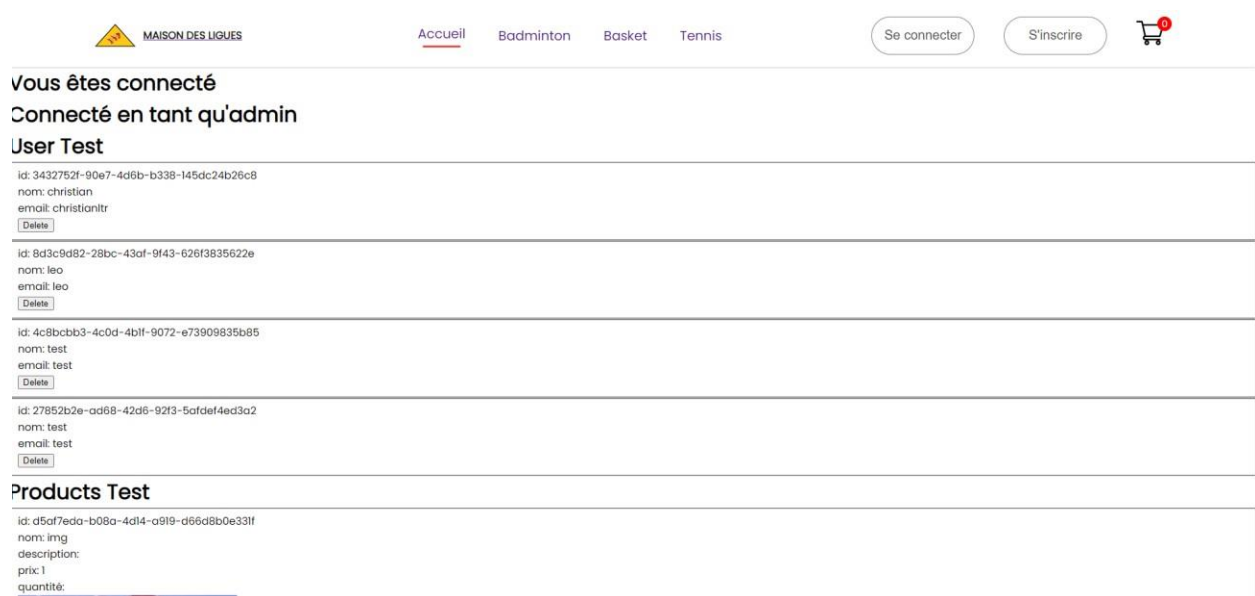 MAISON DES LIGUES
Accueil Badminton Basket Tennis
Se connecter S'inscrire 0
Vous êtes connecté
Connecté en tant qu'admin
User Test
id: 3432752f-90e7-4d6b-b338-145dc24b26c8
nom: christian
email: christianltr
Delete
id: 8d3c9d82-28bc-43af-9f43-626f3835622e
nom: leo
email: leo
Delete
id: 4c8bcbb3-4c0d-4b1f-9072-e73909835b85
nom: test
email: test
Delete
id: 27852b2e-ad68-42d6-92f3-5afdef4ed3a2
nom: test
email: test
Delete
Products Test
id: d5af7eda-b08a-4d14-a919-d66d8b0e331f
nom: img
description:
prix: 1
quantité: